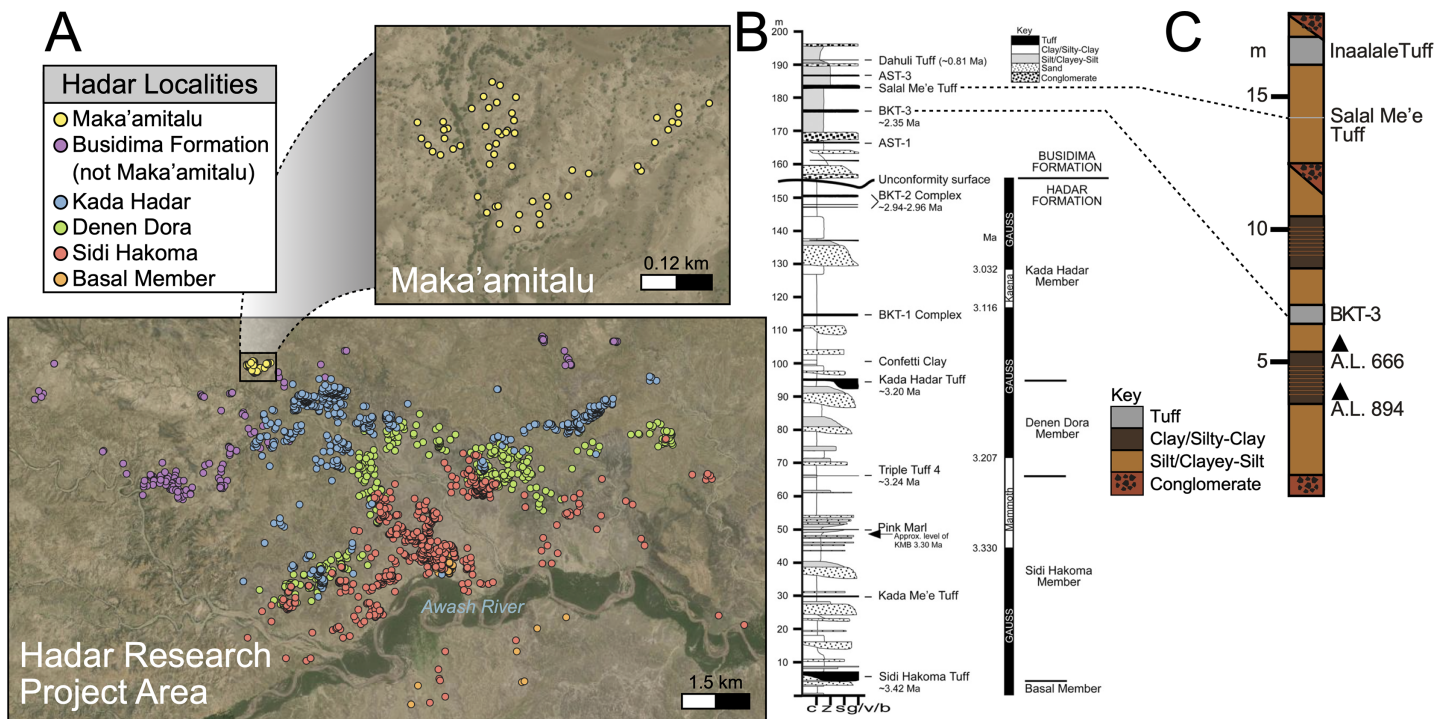 A
Hadar Localities
Maka'amitalu
Busidima Formation
(not Maka'amitalu)
Kada Hadar
Denen Dora
Sidi Hakoma
Basal Member
Maka'amitalu
0.12 km
Awash River
Hadar Research
Project Area
1.5 km
B
m
200
190
180
170
160
150
140
130
120
110
100
90
80
70
60
50
40
30
20
10
c z s g/v/b
Key
Tuff
Clay/Silty-Clay
Silt/Clayey-Silt
Sand
Conglomerate
Dahuli Tuff (~0.81 Ma)
AST-3
Salal Me'e Tuff
BKT-3
~2.35 Ma
AST-1
Unconformity surface
BKT-2 Complex
~2.94-2.96 Ma
BKT-1 Complex
Confetti Clay
Kada Hadar Tuff
~3.20 Ma
Triple Tuff 4
~3.24 Ma
Pink Marl
Approx. level of
KMB 3.30 Ma
Kada Me'e Tuff
Sidi Hakoma Tuff
~3.42 Ma
Ma
3.032
3.116
3.207
3.330
GAUSS
Kaena
GAUSS
Mammoth
GAUSS
BUSIDIMA
FORMATION
HADAR
FORMATION
Kada Hadar
Member
Denen Dora
Member
Sidi Hakoma
Member
Basal Member
C
m
15
10
5
InaalaleTuff
Salal Me'e
Tuff
BKT-3
A.L. 666
A.L. 894
Key
Tuff
Clay/Silty-Clay
Silt/Clayey-Silt
Conglomerate